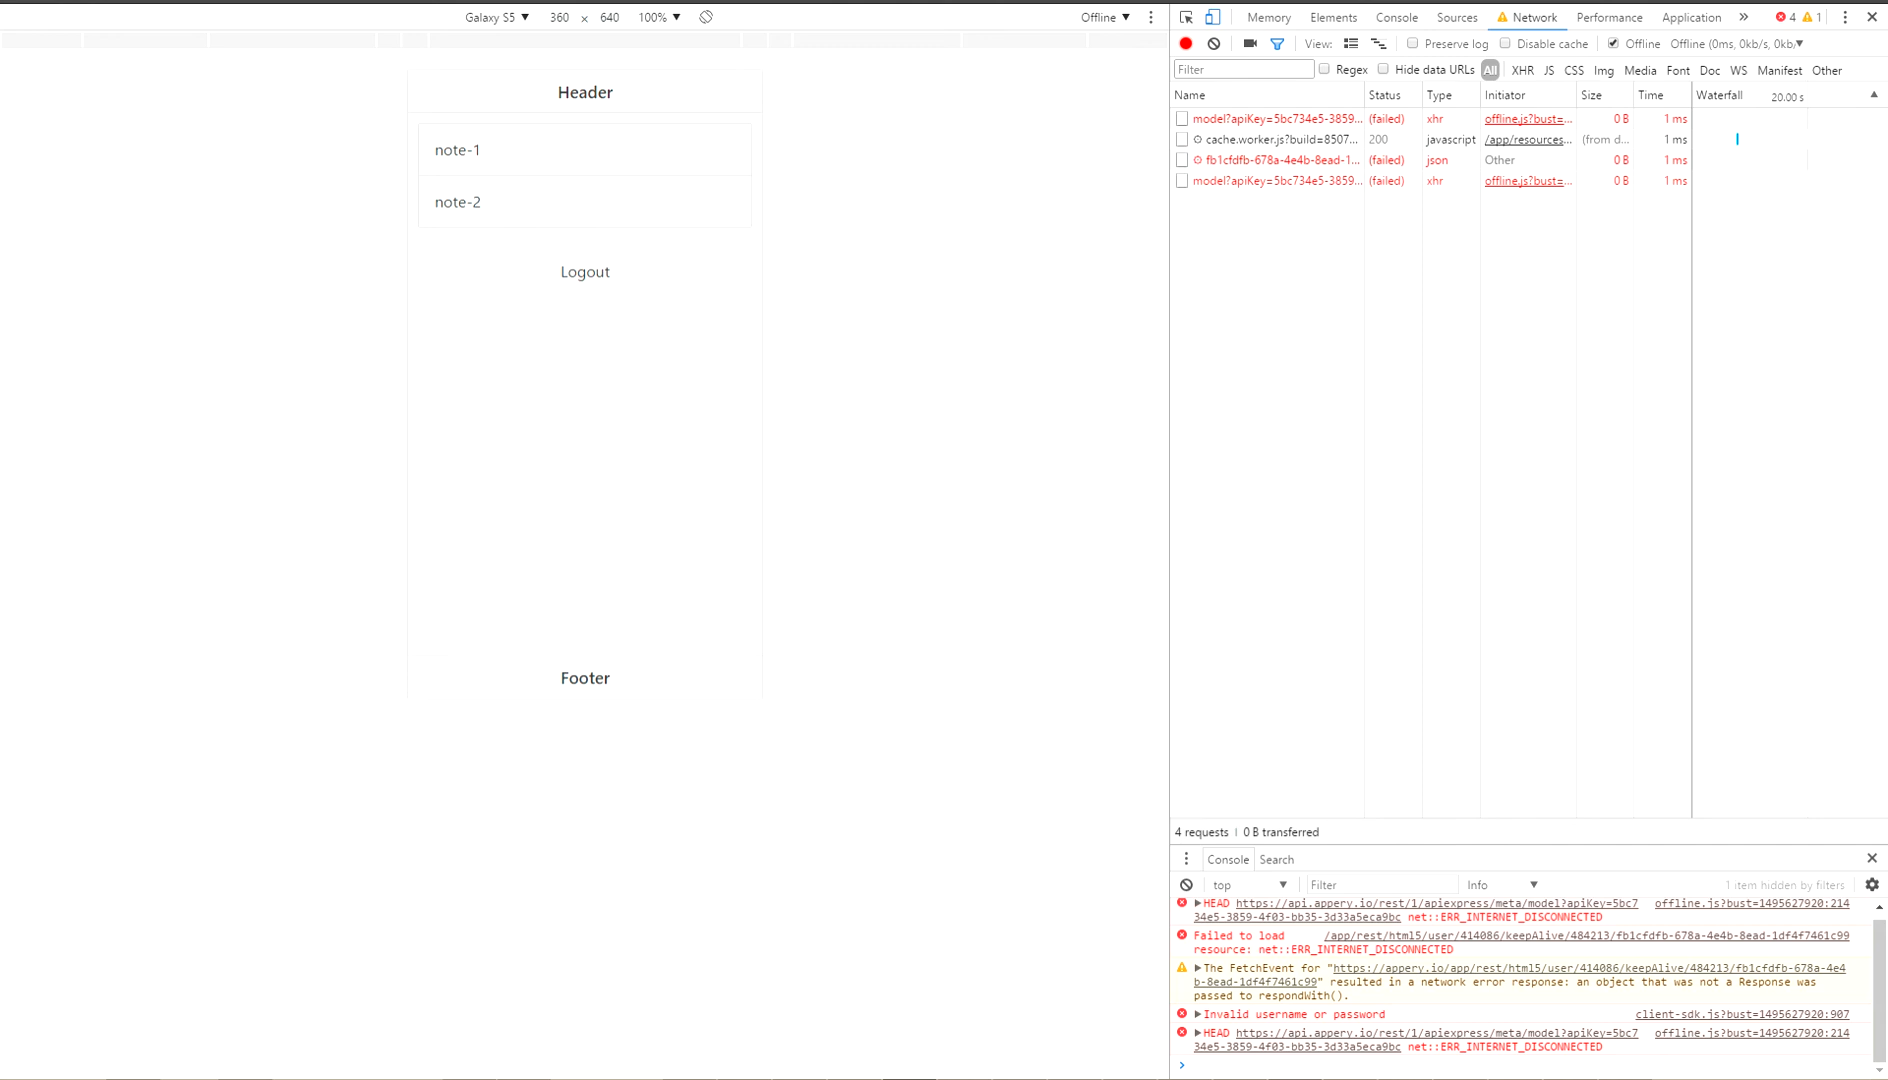 Galaxy S5 ▼ 360 × 640 100% ▼ Offline ▼
Header
note-1
note-2
Logout
Footer
Memory Elements Console Sources Network Performance Application » 4 1
View: Preserve log Disable cache Offline Offline (0ms, 0kb/s, 0kb/▼
Filter Regex Hide data URLs All XHR JS CSS Img Media Font Doc WS Manifest Other
Name Status Type Initiator Size Time Waterfall 20.00 s ▲
model?apiKey=5bc734e5-3859... (failed) xhr offline.js?bust=... 0 B 1 ms
cache.worker.js?build=8507... 200 javascript /app/resources... (from d... 1 ms
fb1cfdfb-678a-4e4b-8ead-1... (failed) json Other 0 B 1 ms
model?apiKey=5bc734e5-3859... (failed) xhr offline.js?bust=... 0 B 1 ms
4 requests | 0 B transferred
Console Search
top ▼ Filter Info ▼ 1 item hidden by filters
▶HEAD https://api.appery.io/rest/1/apiexpress/meta/model?apiKey=5bc7 offline.js?bust=1495627920:214
34e5-3859-4f03-bb35-3d33a5eca9bc net::ERR_INTERNET_DISCONNECTED
Failed to load /app/rest/html5/user/414086/keepAlive/484213/fb1cfdfb-678a-4e4b-8ead-1df4f7461c99
resource: net::ERR_INTERNET_DISCONNECTED
▶The FetchEvent for "https://appery.io/app/rest/html5/user/414086/keepAlive/484213/fb1cfdfb-678a-4e4
b-8ead-1df4f7461c99" resulted in a network error response: an object that was not a Response was
passed to respondWith().
▶Invalid username or password client-sdk.js?bust=1495627920:907
▶HEAD https://api.appery.io/rest/1/apiexpress/meta/model?apiKey=5bc7 offline.js?bust=1495627920:214
34e5-3859-4f03-bb35-3d33a5eca9bc net::ERR_INTERNET_DISCONNECTED